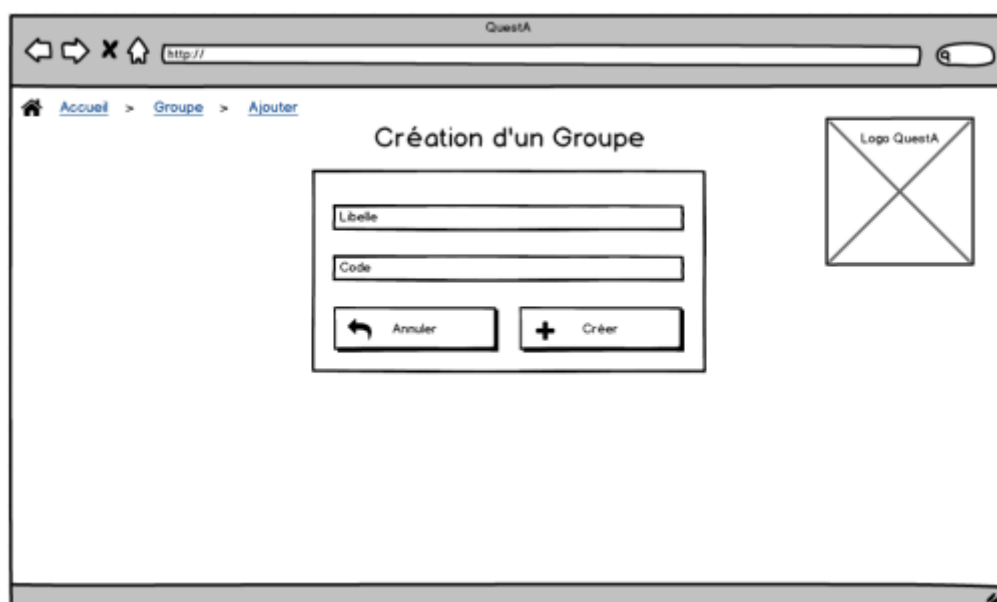 QuestA
http://
Accueil > Groupe > Ajouter
Création d'un Groupe
Logo QuestA
Libelle
Code
Annuler
Créer